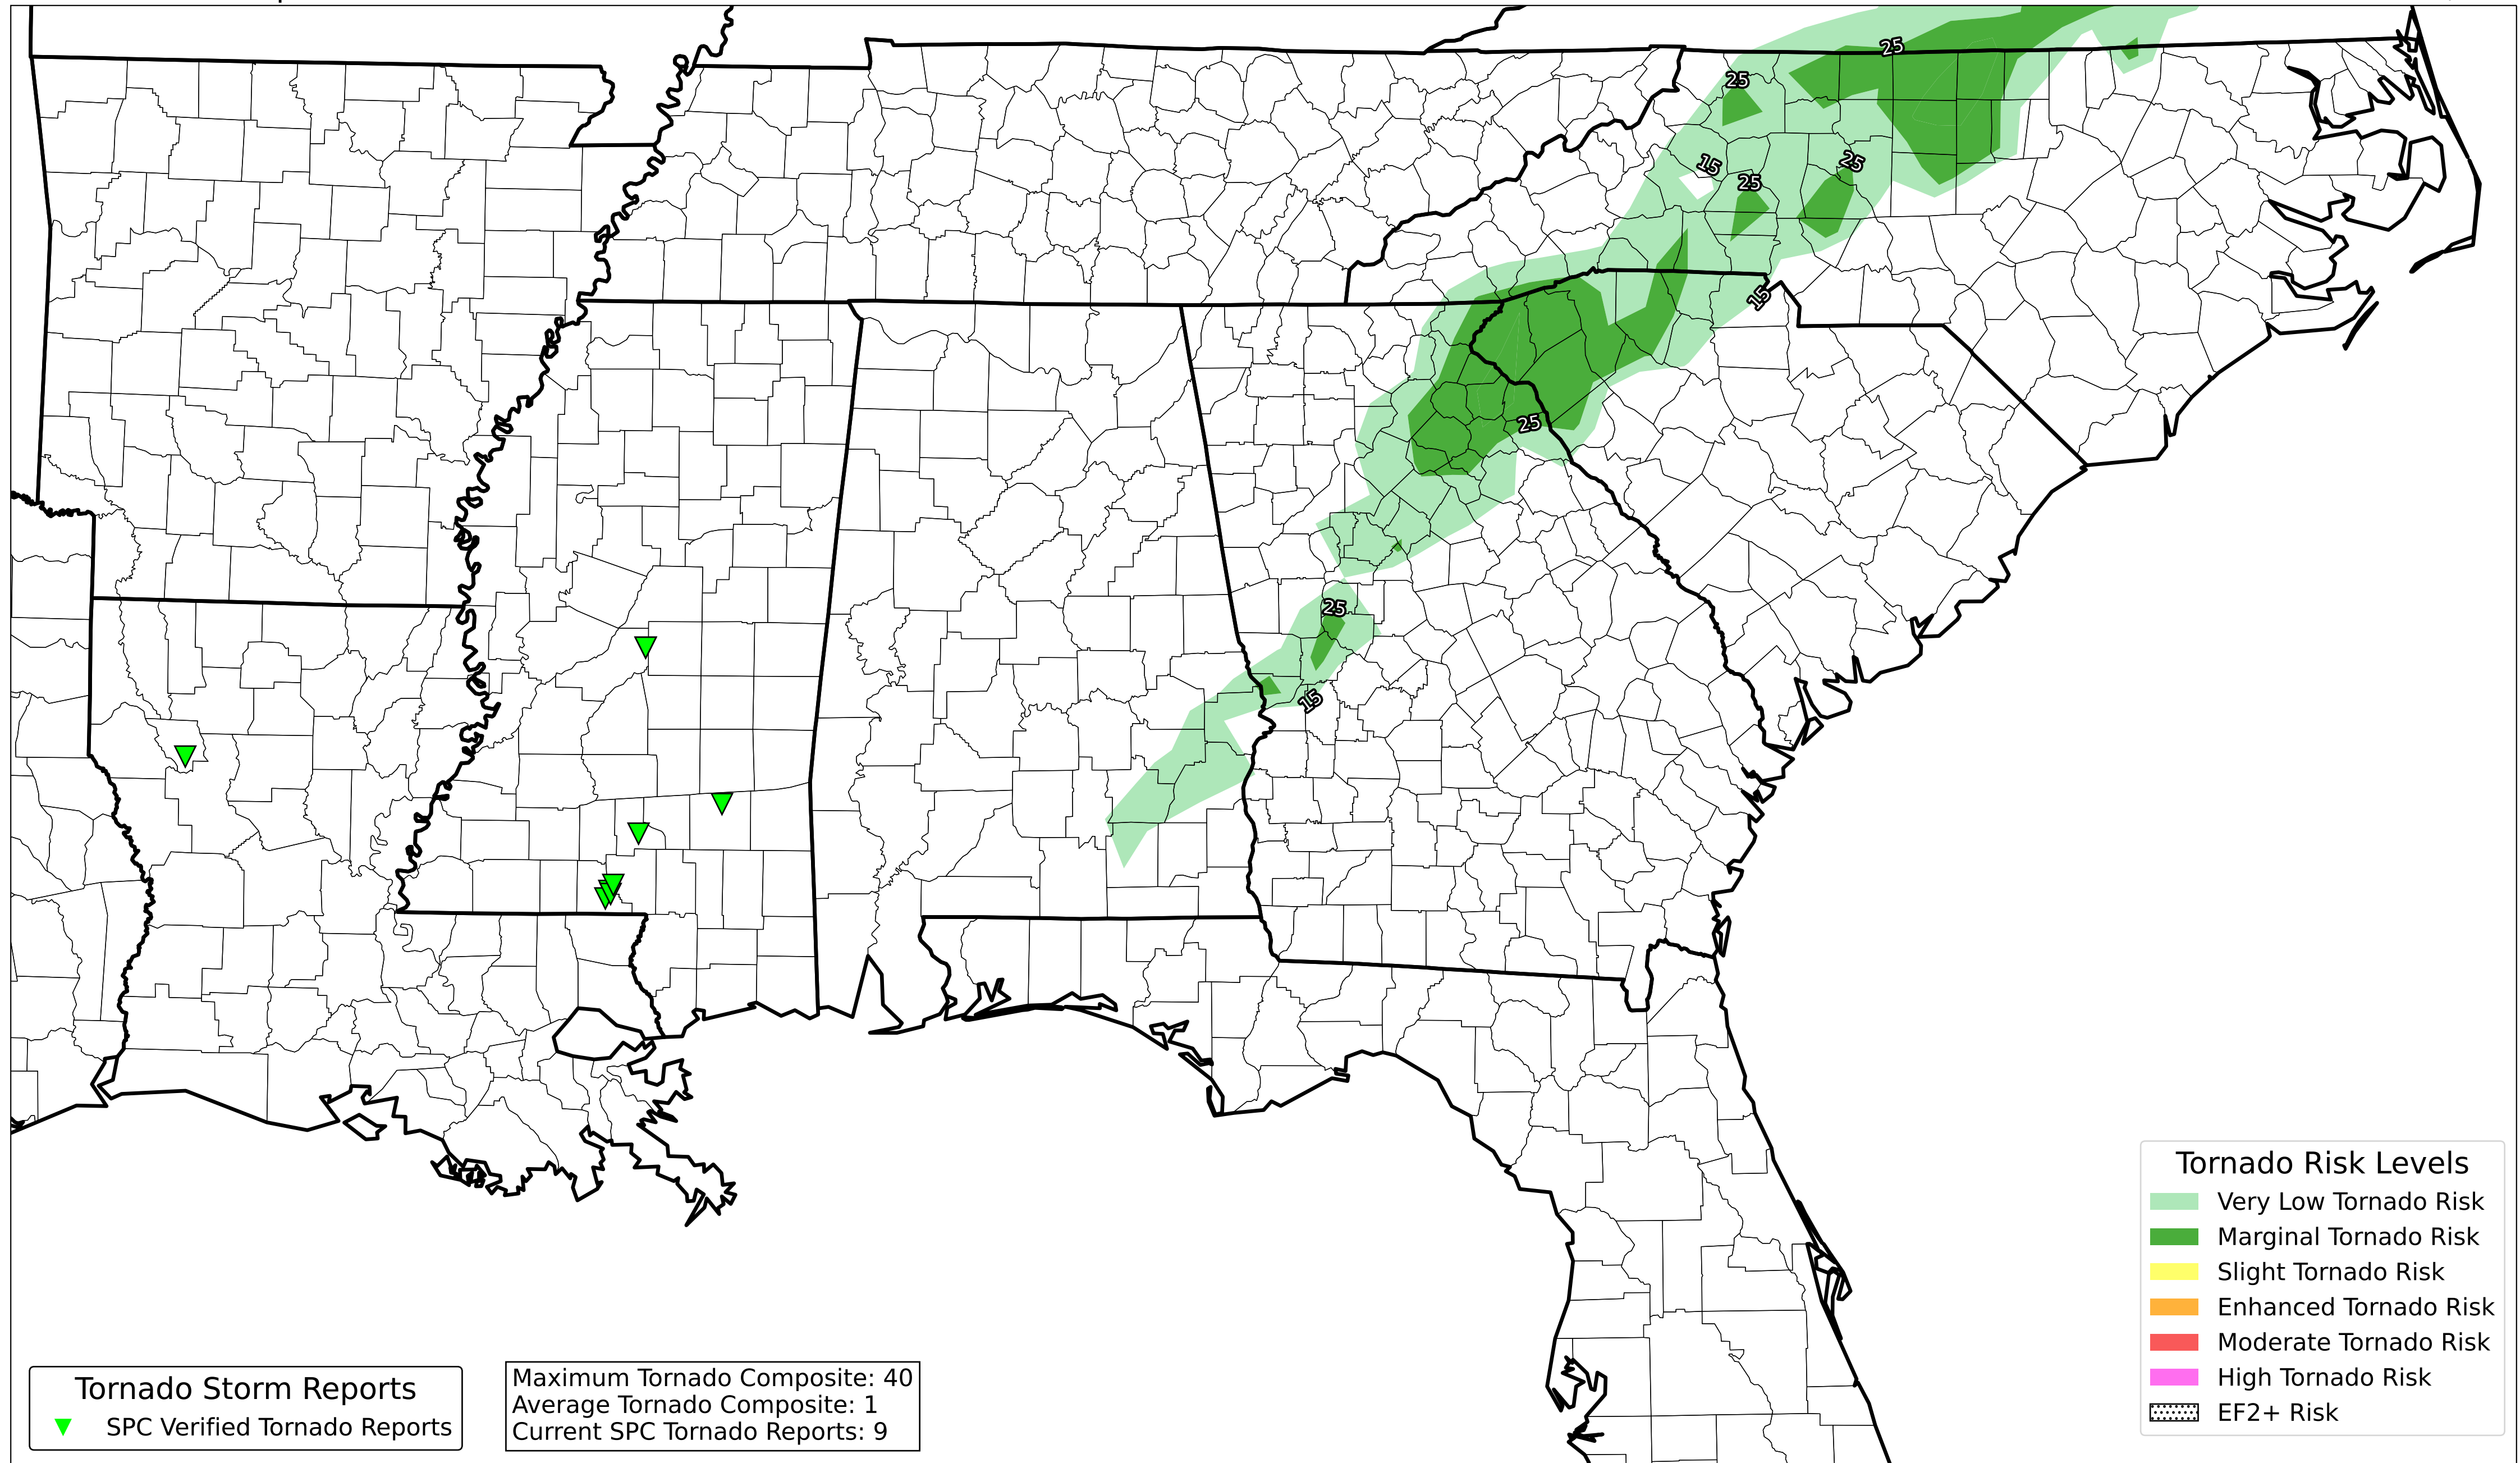 25
25
15
25
25
15
25
25
15
Tornado Risk Levels
Very Low Tornado Risk
Marginal Tornado Risk
Slight Tornado Risk
Enhanced Tornado Risk
Moderate Tornado Risk
High Tornado Risk
EF2+ Risk
Tornado Storm Reports
SPC Verified Tornado Reports
Maximum Tornado Composite: 40
Average Tornado Composite: 1
Current SPC Tornado Reports: 9